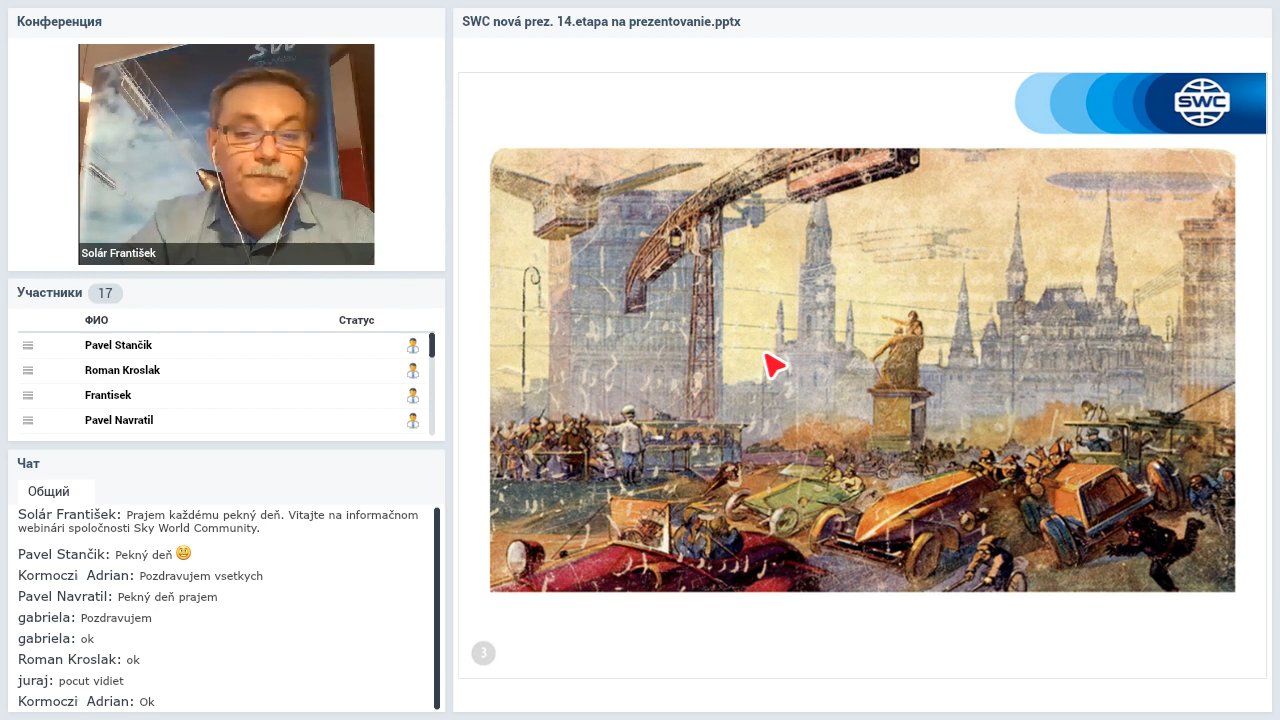 Конференция
Solár František
Участники 17
ФИО Статус
Pavel Stančik
Roman Kroslak
Frantisek
Pavel Navratil
Чат
Общий
Solár František: Prajem každému pekný deň. Vitajte na informačnom
webinári spoločnosti Sky World Community.
Pavel Stančik: Pekný deň
Kormoczi Adrian: Pozdravujem vsetkych
Pavel Navratil: Pekný deň prajem
gabriela: Pozdravujem
gabriela: ok
Roman Kroslak: ok
juraj: pocut vidiet
Kormoczi Adrian: Ok
SWC nová prez. 14.etapa na prezentovanie.pptx
SWC
3